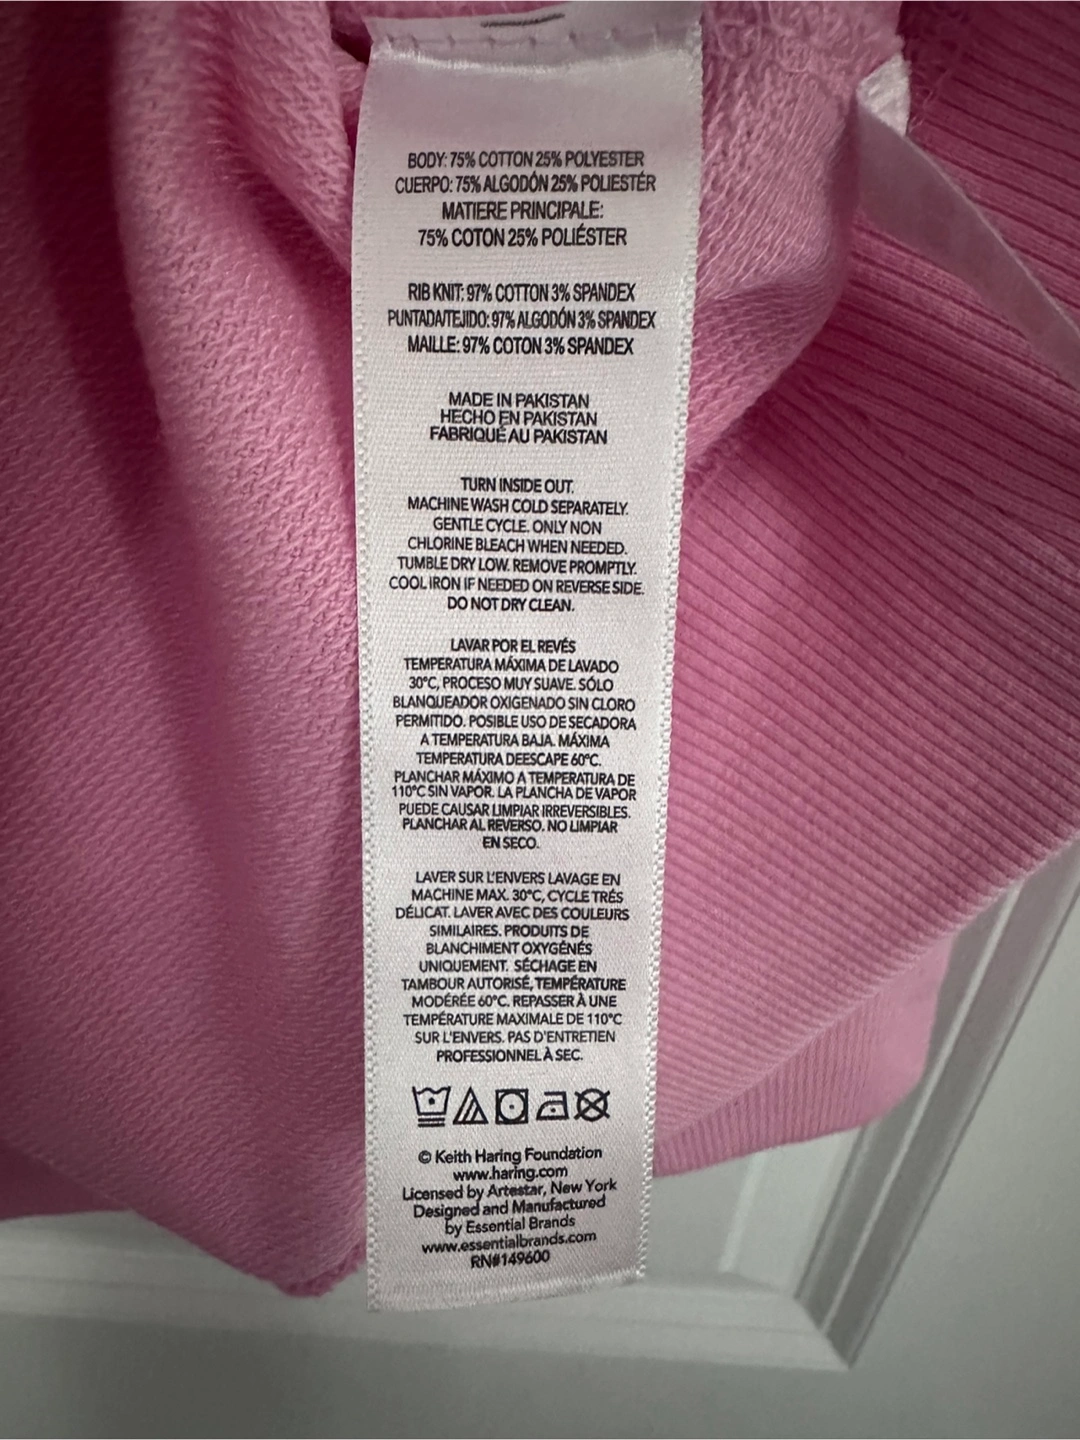 BODY: 75% COTTON 25% POLYESTER
CUERPO: 75% ALGODÓN 25% POLIESTÉR
MATIERE PRINCIPALE:
75% COTON 25% POLIÉSTER
RIB KNIT: 97% COTTON 3% SPANDEX
PUNTADA/TEJIDO: 97% ALGODÓN 3% SPANDEX
MAILLE: 97% COTON 3% SPANDEX
MADE IN PAKISTAN
HECHO EN PAKISTAN
FABRIQUÉ AU PAKISTAN
TURN INSIDE OUT.
MACHINE WASH COLD SEPARATELY.
GENTLE CYCLE. ONLY NON
CHLORINE BLEACH WHEN NEEDED.
TUMBLE DRY LOW. REMOVE PROMPTLY.
COOL IRON IF NEEDED ON REVERSE SIDE.
DO NOT DRY CLEAN.
LAVAR POR EL REVÉS
TEMPERATURA MÁXIMA DE LAVADO
30°C, PROCESO MUY SUAVE. SÓLO
BLANQUEADOR OXIGENADO SIN CLORO
PERMITIDO. POSIBLE USO DE SECADORA
A TEMPERATURA BAJA. MÁXIMA
TEMPERATURA DEESCAPE 60°C.
PLANCHAR MÁXIMO A TEMPERATURA DE
110°C SIN VAPOR. LA PLANCHA DE VAPOR
PUEDE CAUSAR LIMPIAR IRREVERSIBLES.
PLANCHAR AL REVERSO. NO LIMPIAR
EN SECO.
LAVER SUR L'ENVERS LAVAGE EN
MACHINE MAX. 30°C, CYCLE TRÉS
DÉLICAT. LAVER AVEC DES COULEURS
SIMILAIRES. PRODUITS DE
BLANCHIMENT OXYGÉNÉS
UNIQUEMENT. SÉCHAGE EN
TAMBOUR AUTORISÉ, TEMPÉRATURE
MODÉRÉE 60°C. REPASSER À UNE
TEMPÉRATURE MAXIMALE DE 110°C
SUR L'ENVERS. PAS D'ENTRETIEN
PROFESSIONNEL À SEC.
© Keith Haring Foundation
www.haring.com
Licensed by Artestar, New York
Designed and Manufactured
by Essential Brands
www.essentialbrands.com
RN#149600